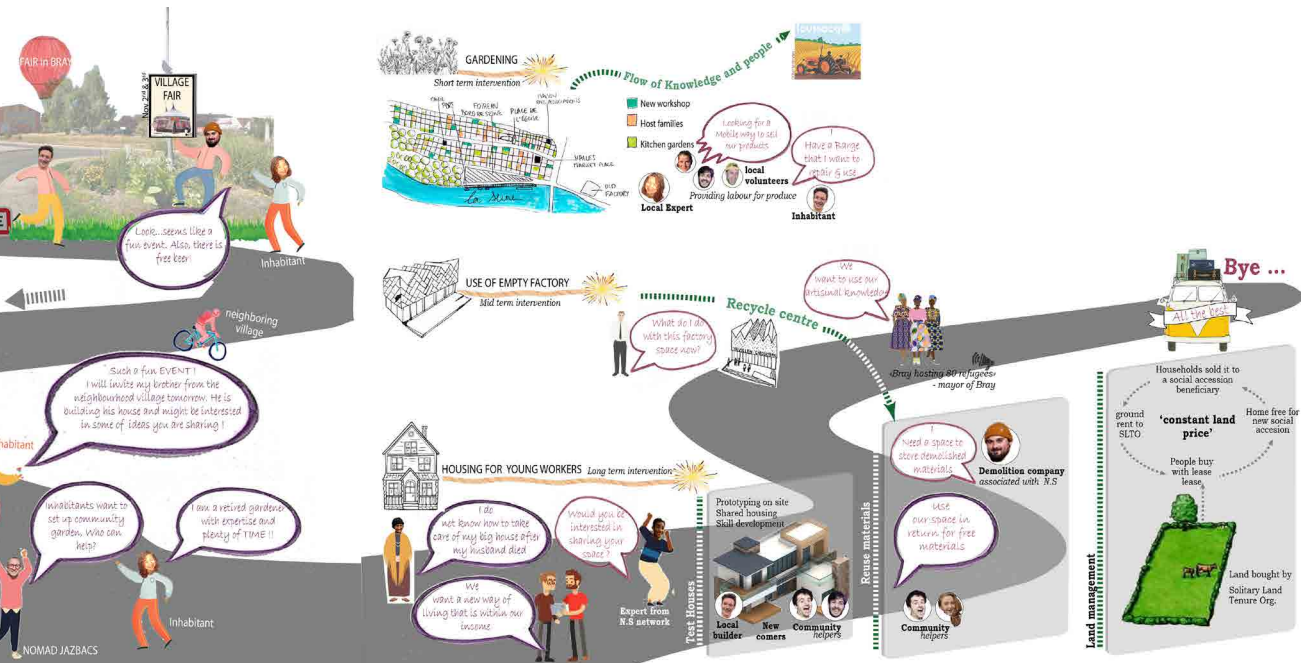 FAIR in BRAY
Nov. 2nd & 3rd
VILLAGE
FAIR
Look...seems like a
fun event. Also, there is
free beer!
Inhabitant
neighboring
village
Such a fun EVENT !
I will invite my brother from the
neighbourhood village tomorrow. He is
building his house and might be interested
in some of ideas you are sharing !
habitant
Inhabitants want to
set up community
garden, Who can
help?
I am a retired gardener
with expertise and
plenty of TIME !!
Inhabitant
NOMAD JAZBACS
GARDENING
Short term intervention
Flow of Knowledge and people
PLACE DE
L'EGLISE
MARKET PLACE
OLD
FACTORY
la Seine
New workshop
Host families
Kitchen gardens
Looking for a
Mobile way to sell
our products
I
Have a Range
that I want to
repair & use
local
volunteers
Providing labour for produce
Local Expert
Inhabitant
USE OF EMPTY FACTORY
Mid term intervention
Recycle centre
What do I do
with this factory
space now?
We
want to use our
artisinal knowledge
‹Bray hosting 80 refugees›
- mayor of Bray
Bye ...
All the best
HOUSING FOR YOUNG WORKERS
Long term intervention
I do
not know how to take
care of my big house after
my husband died
Would you be
interested in
sharing your
space ?
We
want a new way of
living that is within our
income
Expert from
N.S network
Test Houses
Prototyping on site
Shared housing
Skill development
Local
builder
New
comers
Community
helpers
Reuse materials
I
Need a space to
store demolished
materials
Demolition company
associated with N.S
Use
our space in
return for free
materials
Community
helpers
Land management
Households sold it to
a social accession
beneficiary
ground
rent to
SLTO
'constant land
price'
Home free for
new social
accesion
People buy
with lease
lease
Land bought by
Solitary Land
Tenure Org.